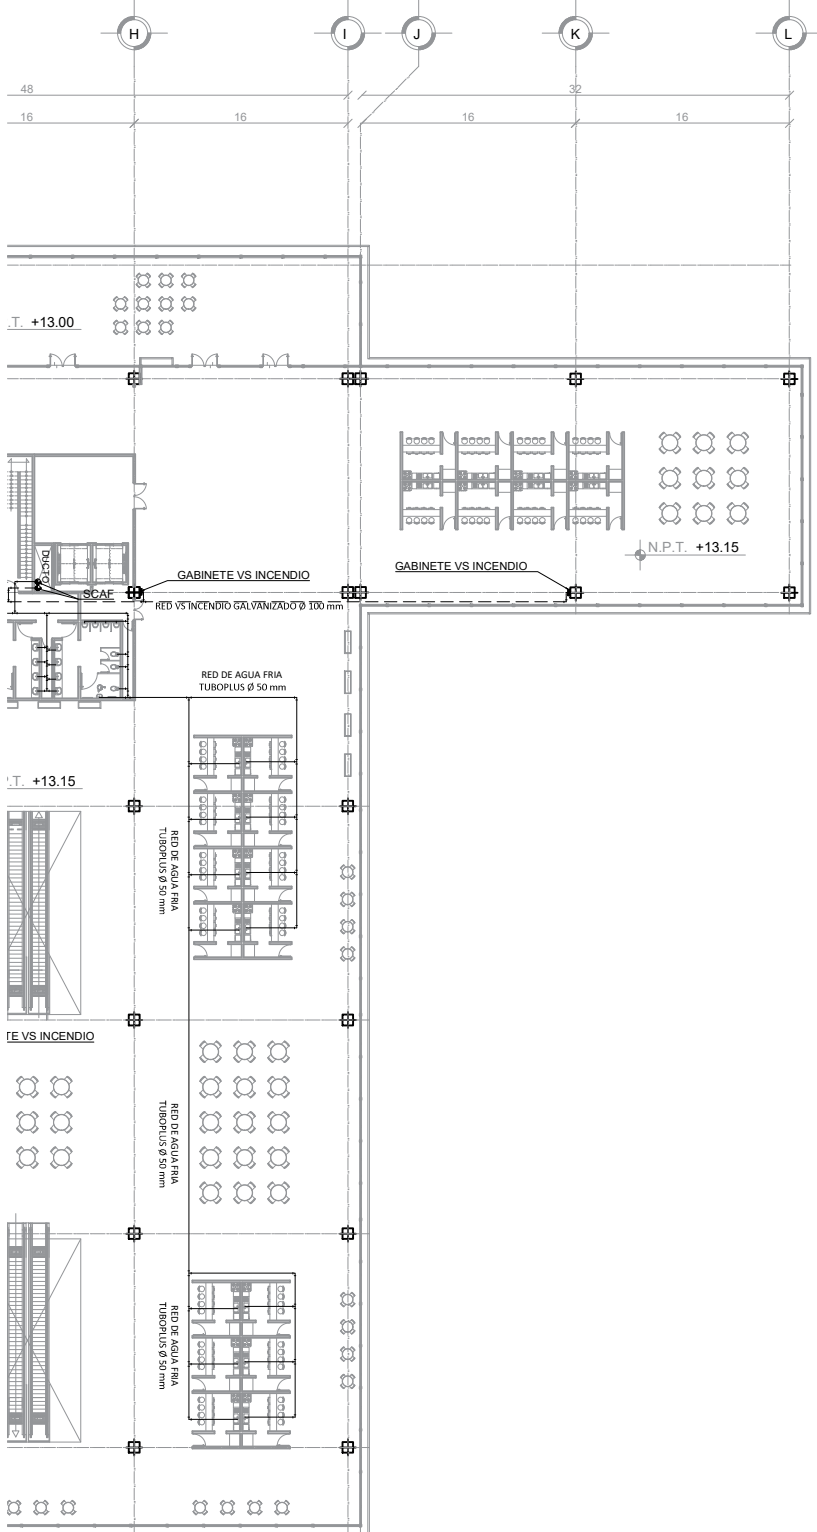 H I J K L
48 32
16 16 16 16
.T. +13.00
N.P.T. +13.15
DUCTO
SCAF
GABINETE VS INCENDIO
GABINETE VS INCENDIO
RED VS INCENDIO GALVANIZADO Ø 100 mm
RED DE AGUA FRIA
TUBOPLUS Ø 50 mm
.T. +13.15
RED DE AGUA FRIA
TUBOPLUS Ø 50 mm
TE VS INCENDIO
RED DE AGUA FRIA
TUBOPLUS Ø 50 mm
RED DE AGUA FRIA
TUBOPLUS Ø 50 mm